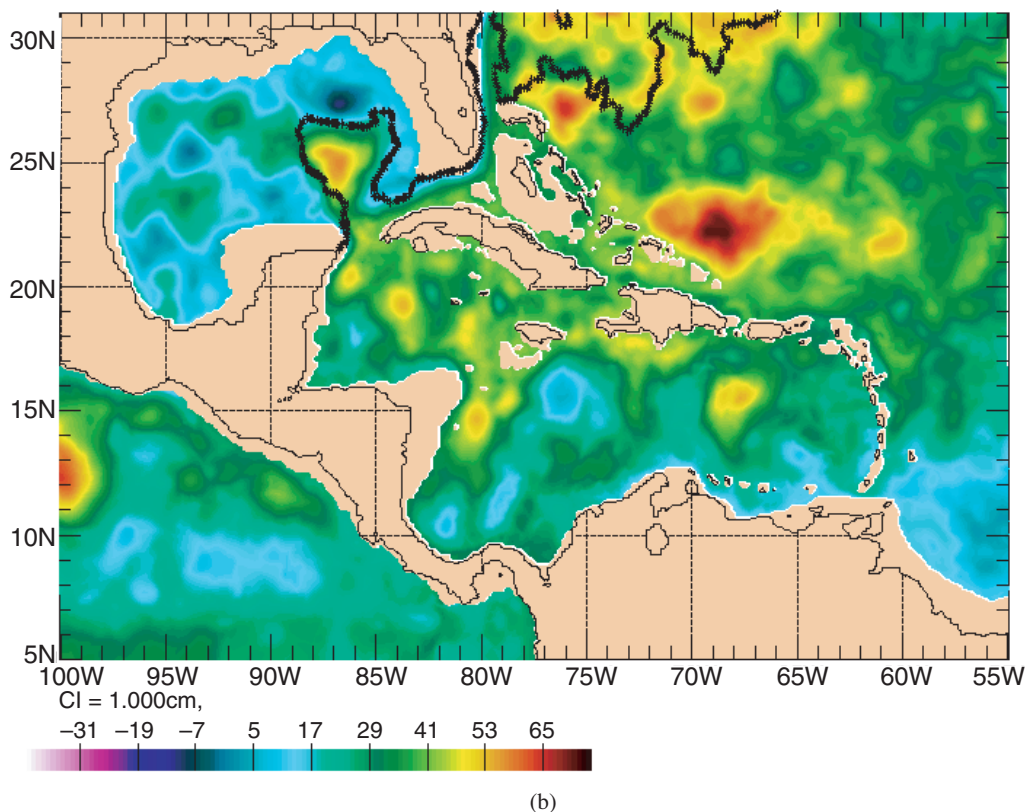 30N
25N
20N
15N
10N
5N
100W 95W 90W 85W 80W 75W 70W 65W 60W 55W
CI = 1.000cm,
–31 –19 –7 5 17 29 41 53 65
(b)